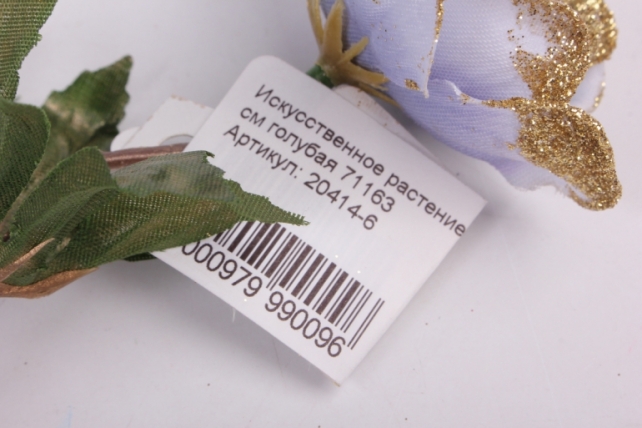 Искусственное растение
см голубая 71163
Артикул: 20414-6
000979 990096